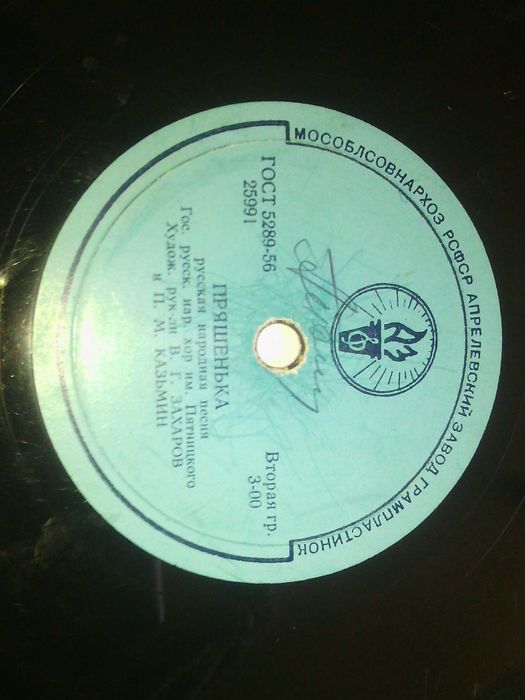 МОСОБЛСОВНАРХОЗ РСФСР АПРЕЛЕВСКИЙ ЗАВОД ГРАМПЛАСТИНОК
ГОСТ 5289-56
25991
Вторая гр.
3-00
ПРЯШЕНЬКА
русская народная песня
Гос. русск. нар. хор им. Пятницкого
Худож. рук-ли В. Г. ЗАХАРОВ
и П. М. КАЗЬМИН